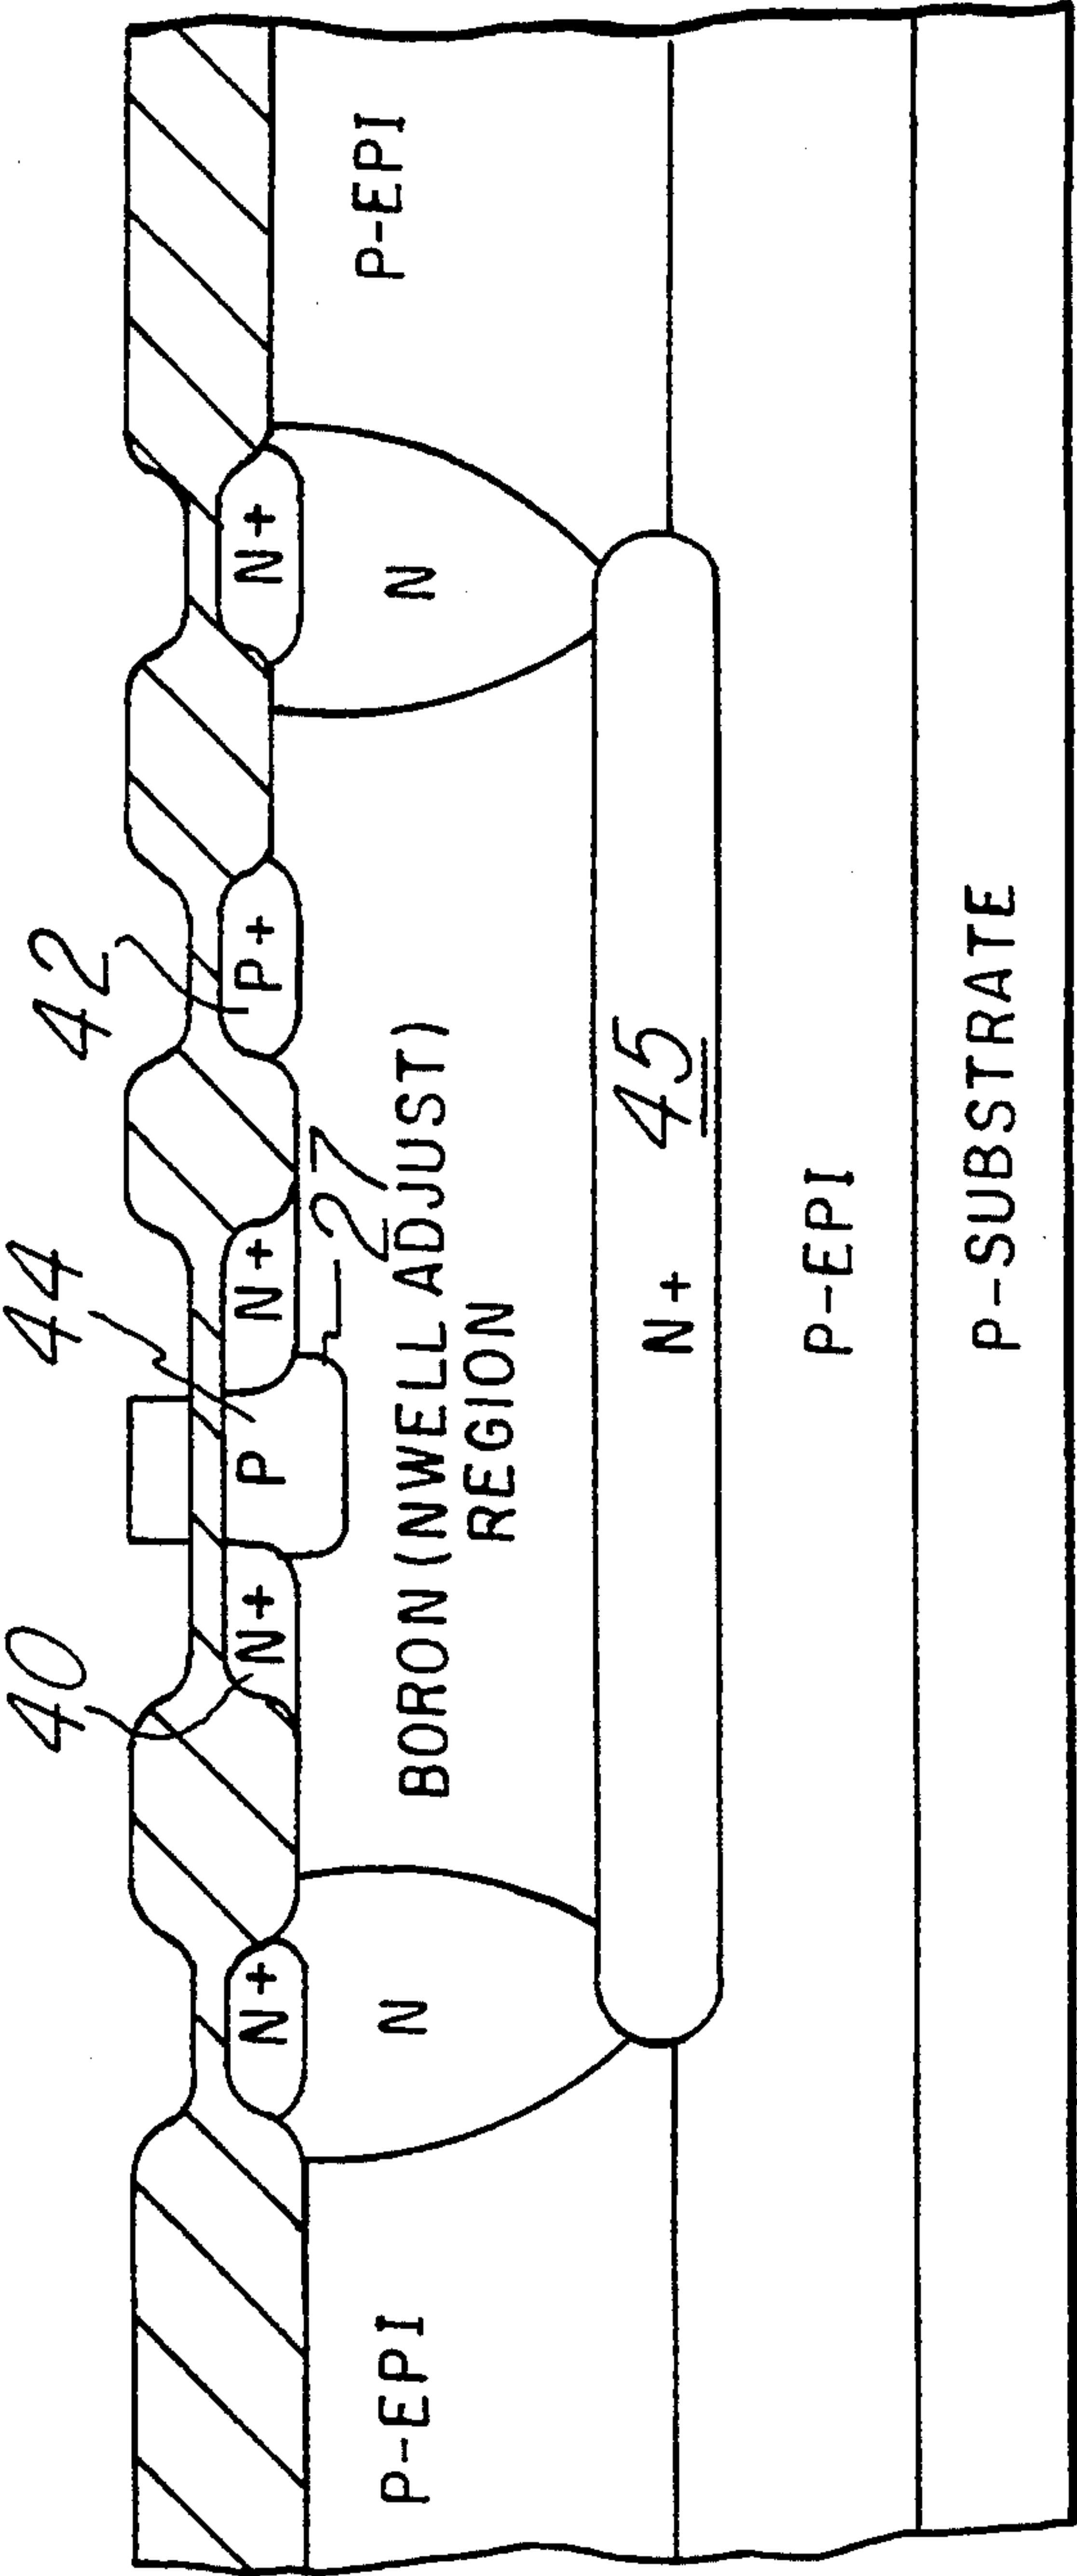 40
44
42
N+
N+
P
N+
P+
N+
27
P-EPI
N
BORON (NWELL ADJUST)
REGION
N
P-EPI
N+ 45
P-EPI
P-SUBSTRATE